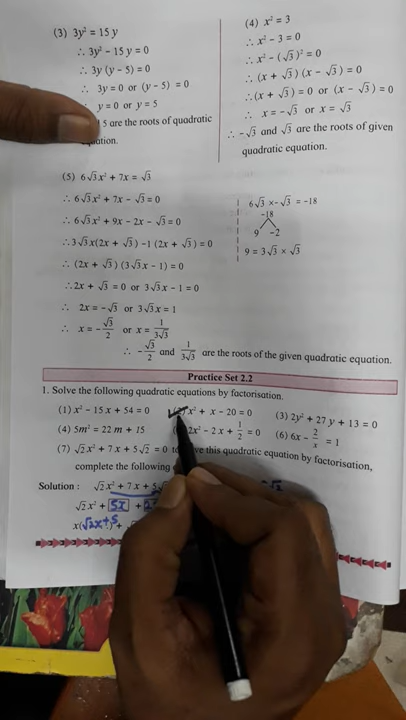 (3) 3y² = 15 y
∴ 3y² − 15 y = 0
∴ 3y (y − 5) = 0
∴ 3y = 0 or (y − 5) = 0
y = 0 or y = 5
5 are the roots of quadratic
(4) x² = 3
∴ x² − 3 = 0
∴ x² − (√3)² = 0
∴ (x + √3) (x − √3) = 0
∴(x + √3) = 0 or (x − √3) = 0
∴ x = −√3 or x = √3
∴ −√3 and √3 are the roots of given
quadratic equation.
(5) 6√3 x² + 7x = √3
∴ 6√3 x² + 7x − √3 = 0
∴ 6√3 x² + 9x − 2x − √3 = 0
∴ 3√3 x(2x + √3) −1 (2x + √3) = 0
∴ (2x + √3) (3√3x − 1) = 0
∴ 2x + √3 = 0 or 3√3 x − 1 = 0
∴ 2x = −√3 or 3√3 x = 1
∴ x = −√3/2 or x = 1/3√3
∴ −√3/2 and 1/3√3 are the roots of the given quadratic equation.
6√3 × −√3 = −18
−18
9 −2
9 = 3√3 × √3
Practice Set 2.2
1. Solve the following quadratic equations by factorisation.
(1) x² − 15 x + 54 = 0 x² + x − 20 = 0 (3) 2y² + 27 y + 13 = 0
(4) 5m² = 22 m + 15 2x² − 2x + 1/2 = 0 (6) 6x − 2/x = 1
(7) √2 x² + 7 x + 5√2 = 0 this quadratic equation by factorisation,
complete the following
Solution : √2 x² + 7x + 5
√2 x² + 5x +
x(√2x+5) +